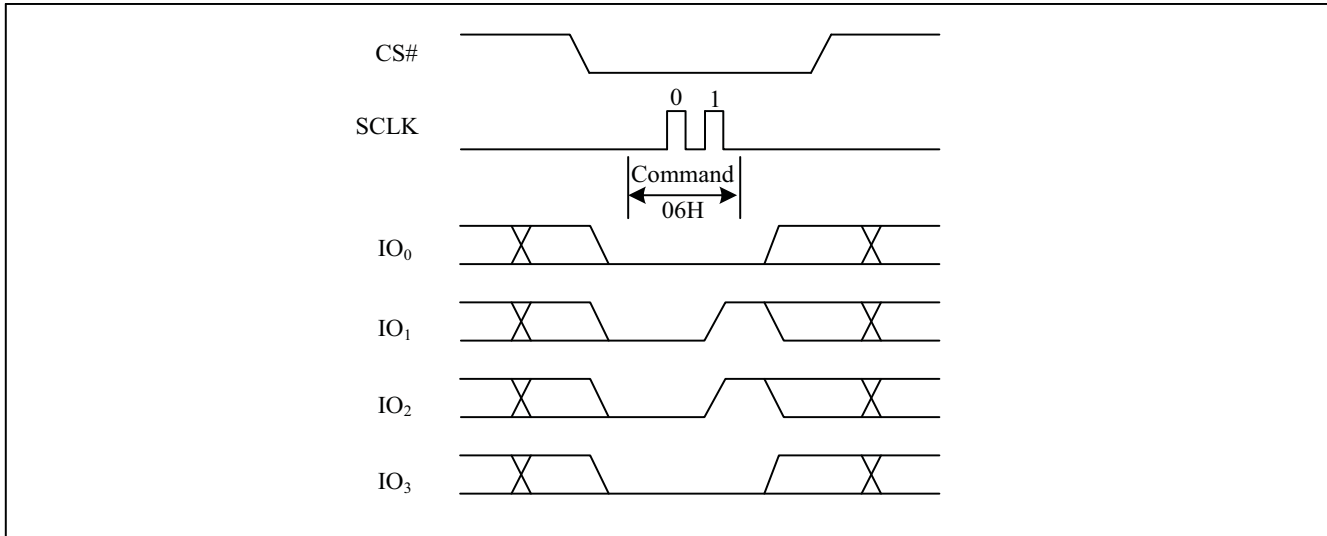 CS#
0 1
SCLK
Command
06H
IO₀
IO₁
IO₂
IO₃